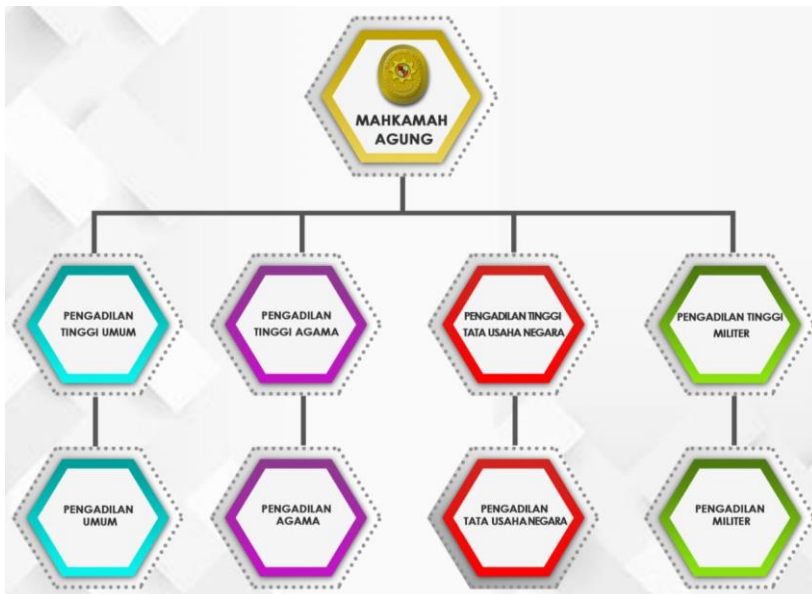 MAHKAMAH
AGUNG
PENGADILAN
TINGGI UMUM
PENGADILAN
TINGGI AGAMA
PENGADILAN TINGGI
TATA USAHA NEGARA
PENGADILAN TINGGI
MILITER
PENGADILAN
UMUM
PENGADILAN
AGAMA
PENGADILAN
TATA USAHA NEGARA
PENGADILAN
MILITER